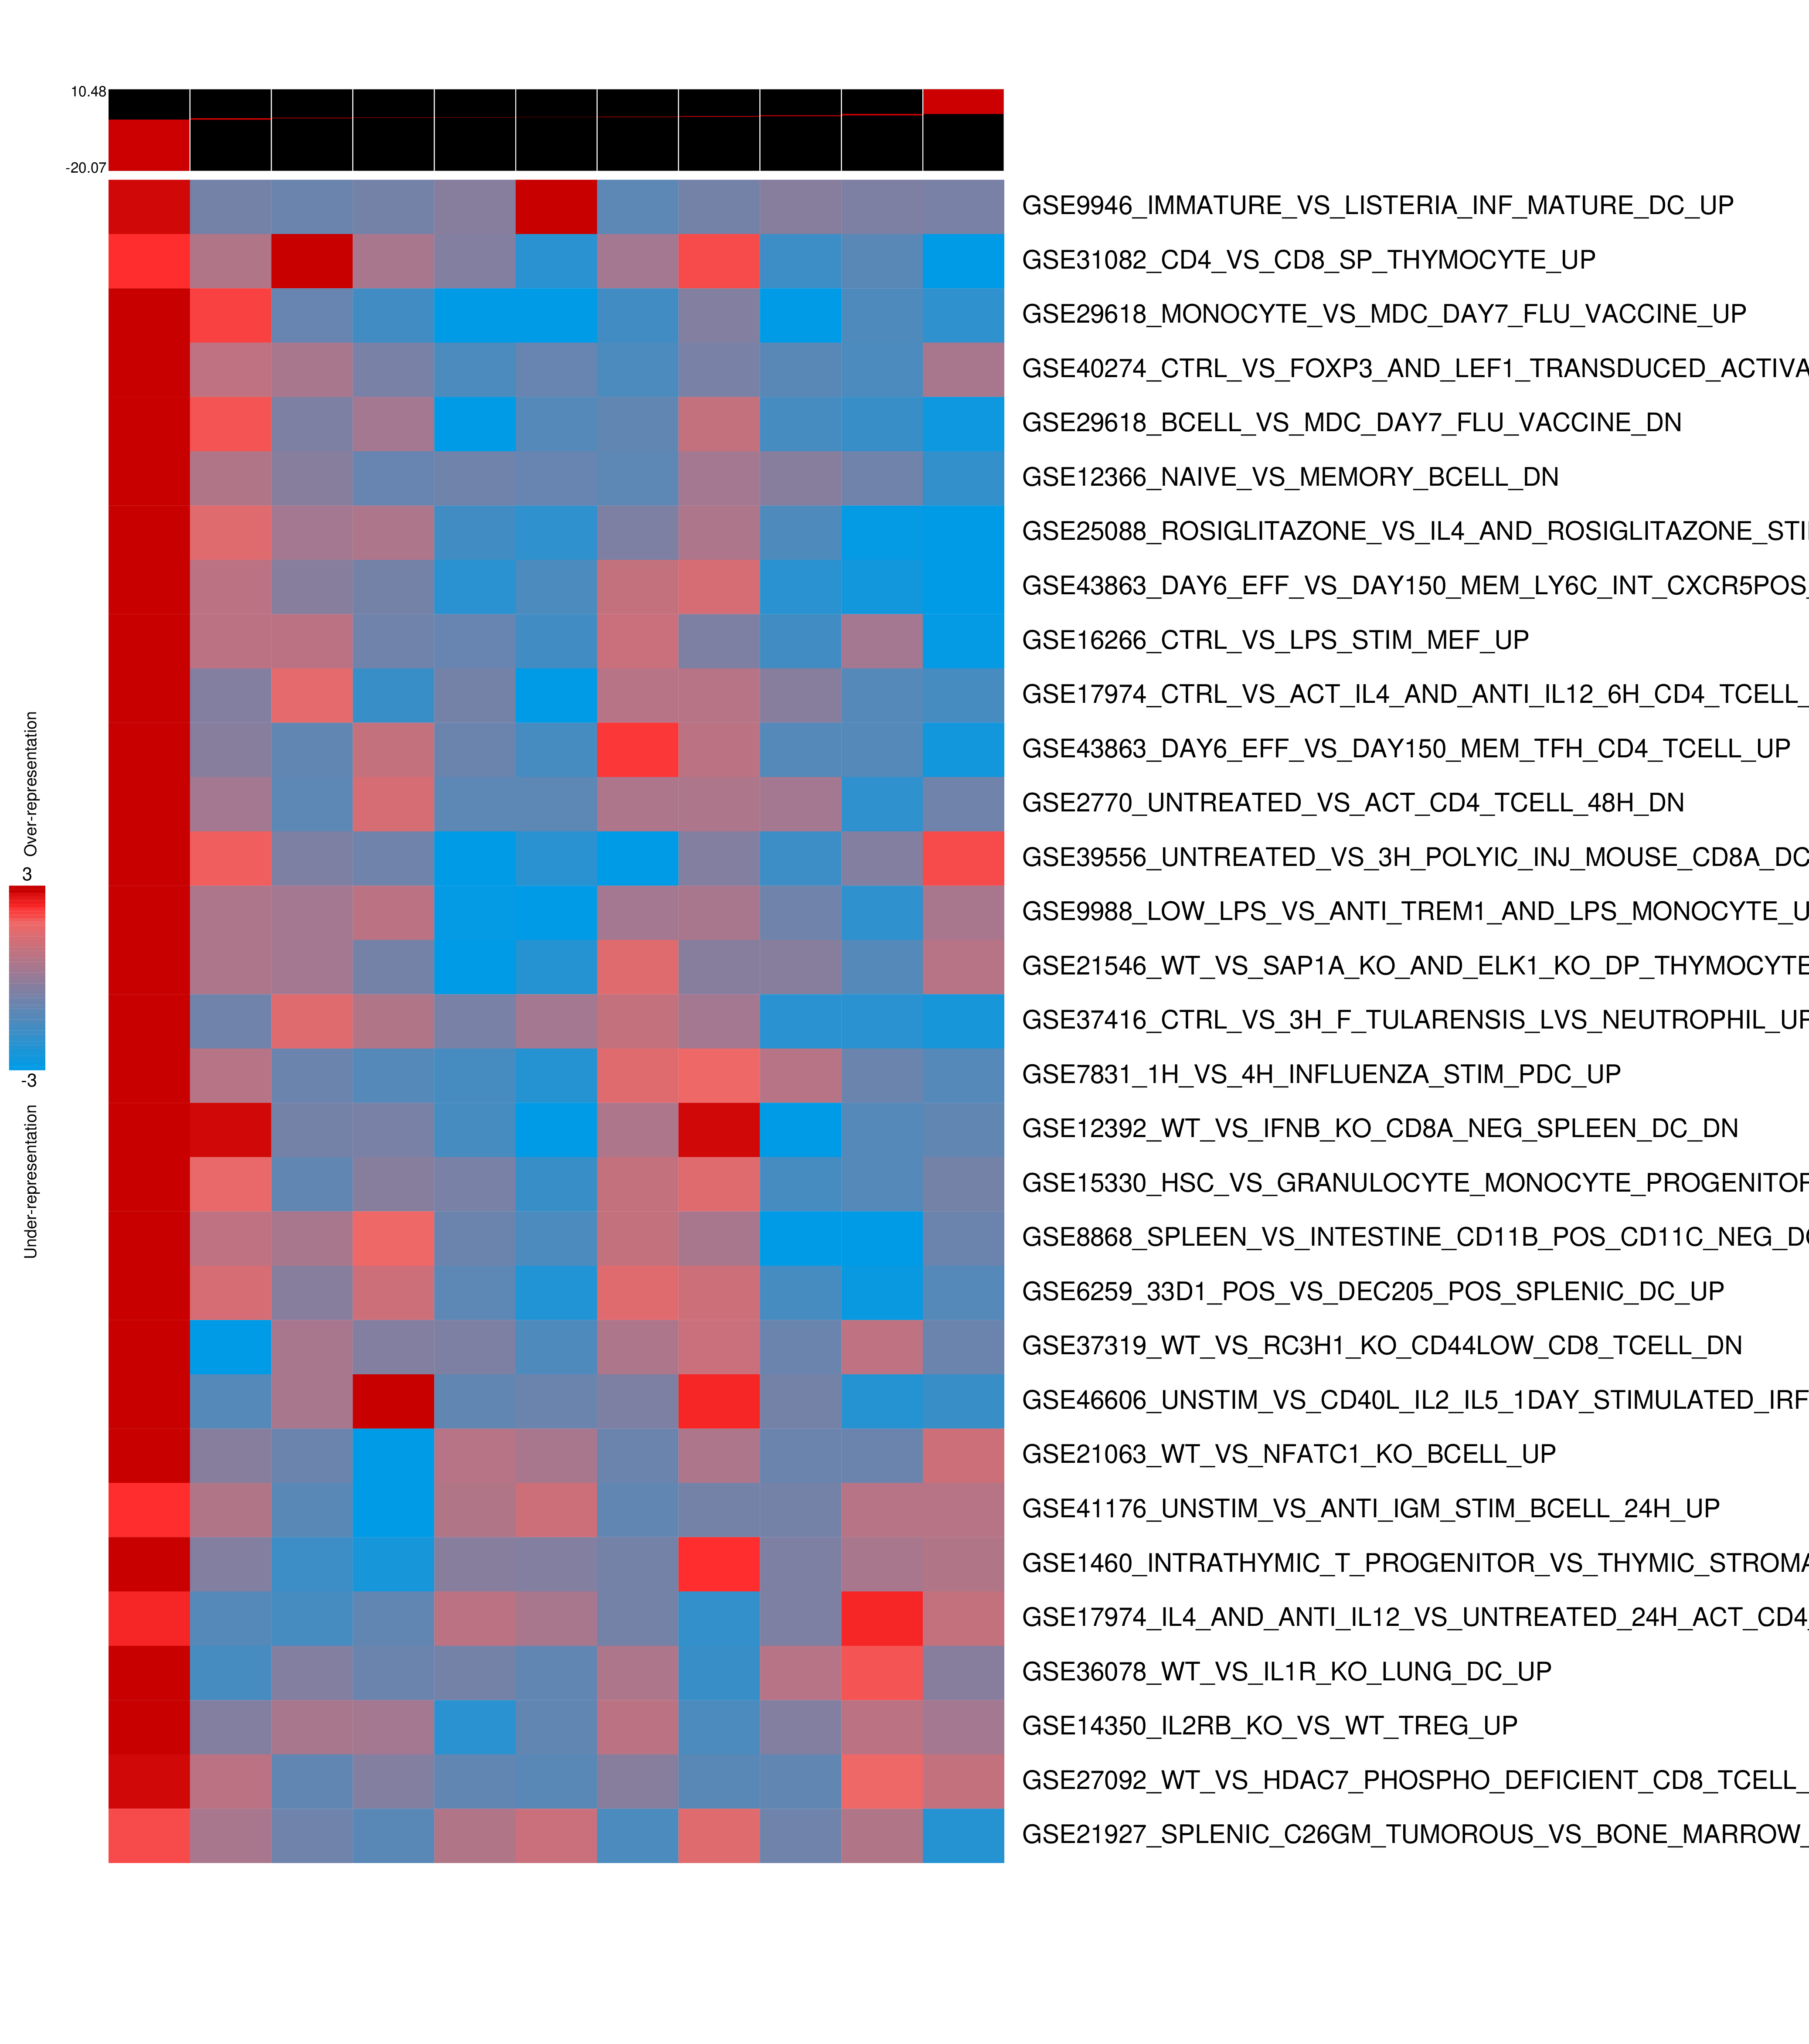 10.48
-20.07
GSE9946_IMMATURE_VS_LISTERIA_INF_MATURE_DC_UP
GSE31082_CD4_VS_CD8_SP_THYMOCYTE_UP
GSE29618_MONOCYTE_VS_MDC_DAY7_FLU_VACCINE_UP
GSE40274_CTRL_VS_FOXP3_AND_LEF1_TRANSDUCED_ACTIVA
GSE29618_BCELL_VS_MDC_DAY7_FLU_VACCINE_DN
GSE12366_NAIVE_VS_MEMORY_BCELL_DN
GSE25088_ROSIGLITAZONE_VS_IL4_AND_ROSIGLITAZONE_STI
GSE43863_DAY6_EFF_VS_DAY150_MEM_LY6C_INT_CXCR5POS_
GSE16266_CTRL_VS_LPS_STIM_MEF_UP
GSE17974_CTRL_VS_ACT_IL4_AND_ANTI_IL12_6H_CD4_TCELL_
GSE43863_DAY6_EFF_VS_DAY150_MEM_TFH_CD4_TCELL_UP
GSE2770_UNTREATED_VS_ACT_CD4_TCELL_48H_DN
GSE39556_UNTREATED_VS_3H_POLYIC_INJ_MOUSE_CD8A_DC
GSE9988_LOW_LPS_VS_ANTI_TREM1_AND_LPS_MONOCYTE_U
GSE21546_WT_VS_SAP1A_KO_AND_ELK1_KO_DP_THYMOCYTE
GSE37416_CTRL_VS_3H_F_TULARENSIS_LVS_NEUTROPHIL_UP
GSE7831_1H_VS_4H_INFLUENZA_STIM_PDC_UP
GSE12392_WT_VS_IFNB_KO_CD8A_NEG_SPLEEN_DC_DN
GSE15330_HSC_VS_GRANULOCYTE_MONOCYTE_PROGENITOR
GSE8868_SPLEEN_VS_INTESTINE_CD11B_POS_CD11C_NEG_DC
GSE6259_33D1_POS_VS_DEC205_POS_SPLENIC_DC_UP
GSE37319_WT_VS_RC3H1_KO_CD44LOW_CD8_TCELL_DN
GSE46606_UNSTIM_VS_CD40L_IL2_IL5_1DAY_STIMULATED_IRF
GSE21063_WT_VS_NFATC1_KO_BCELL_UP
GSE41176_UNSTIM_VS_ANTI_IGM_STIM_BCELL_24H_UP
GSE1460_INTRATHYMIC_T_PROGENITOR_VS_THYMIC_STROMA
GSE17974_IL4_AND_ANTI_IL12_VS_UNTREATED_24H_ACT_CD4_
GSE36078_WT_VS_IL1R_KO_LUNG_DC_UP
GSE14350_IL2RB_KO_VS_WT_TREG_UP
GSE27092_WT_VS_HDAC7_PHOSPHO_DEFICIENT_CD8_TCELL_
GSE21927_SPLENIC_C26GM_TUMOROUS_VS_BONE_MARROW_
Over-representation
3
-3
Under-representation